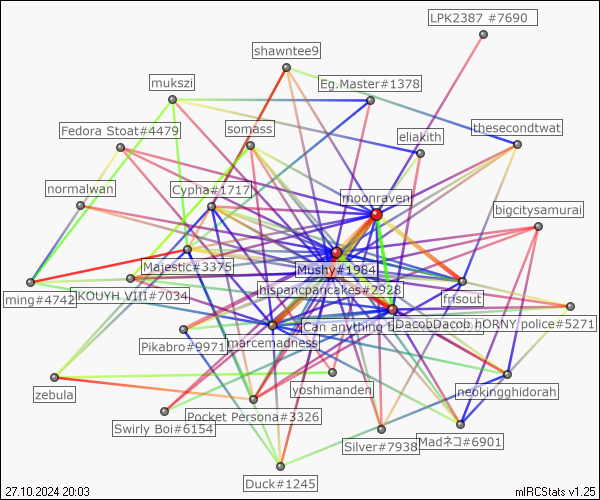 LPK2387 #7690
shawntee9
mukszi
Eg.Master#1378
Fedora Stoat#4479
somass
eliakith
thesecondtwat
normalwan
Cypha#1717
moonraven
bigcitysamurai
Majestic#3375
Mushy#1984
ming#4742
KOUYH VIII#7034
hispancpancakes#2928
frisout
marcemadness
Can anything b
DacobDacob
hORNY police#5271
Pikabro#9971
zebula
yoshimanden
neokingghidorah
Swirly Boi#6154
Pocket Persona#3326
Silver#7938
Madネコ#6901
Duck#1245
27.10.2024 20:03
mIRCStats v1.25